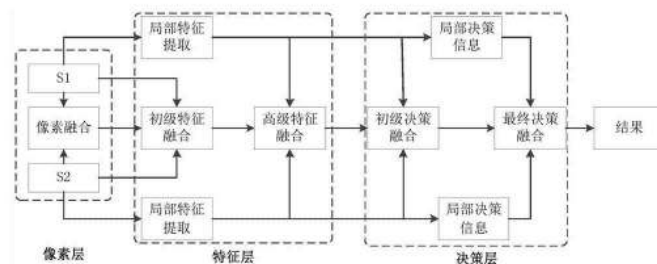 局部特征
提取
局部决策
信息
S1
像素融合
初级特征
融合
高级特征
融合
初级决策
融合
最终决策
融合
结果
S2
局部特征
提取
局部决策
信息
像素层
特征层
决策层